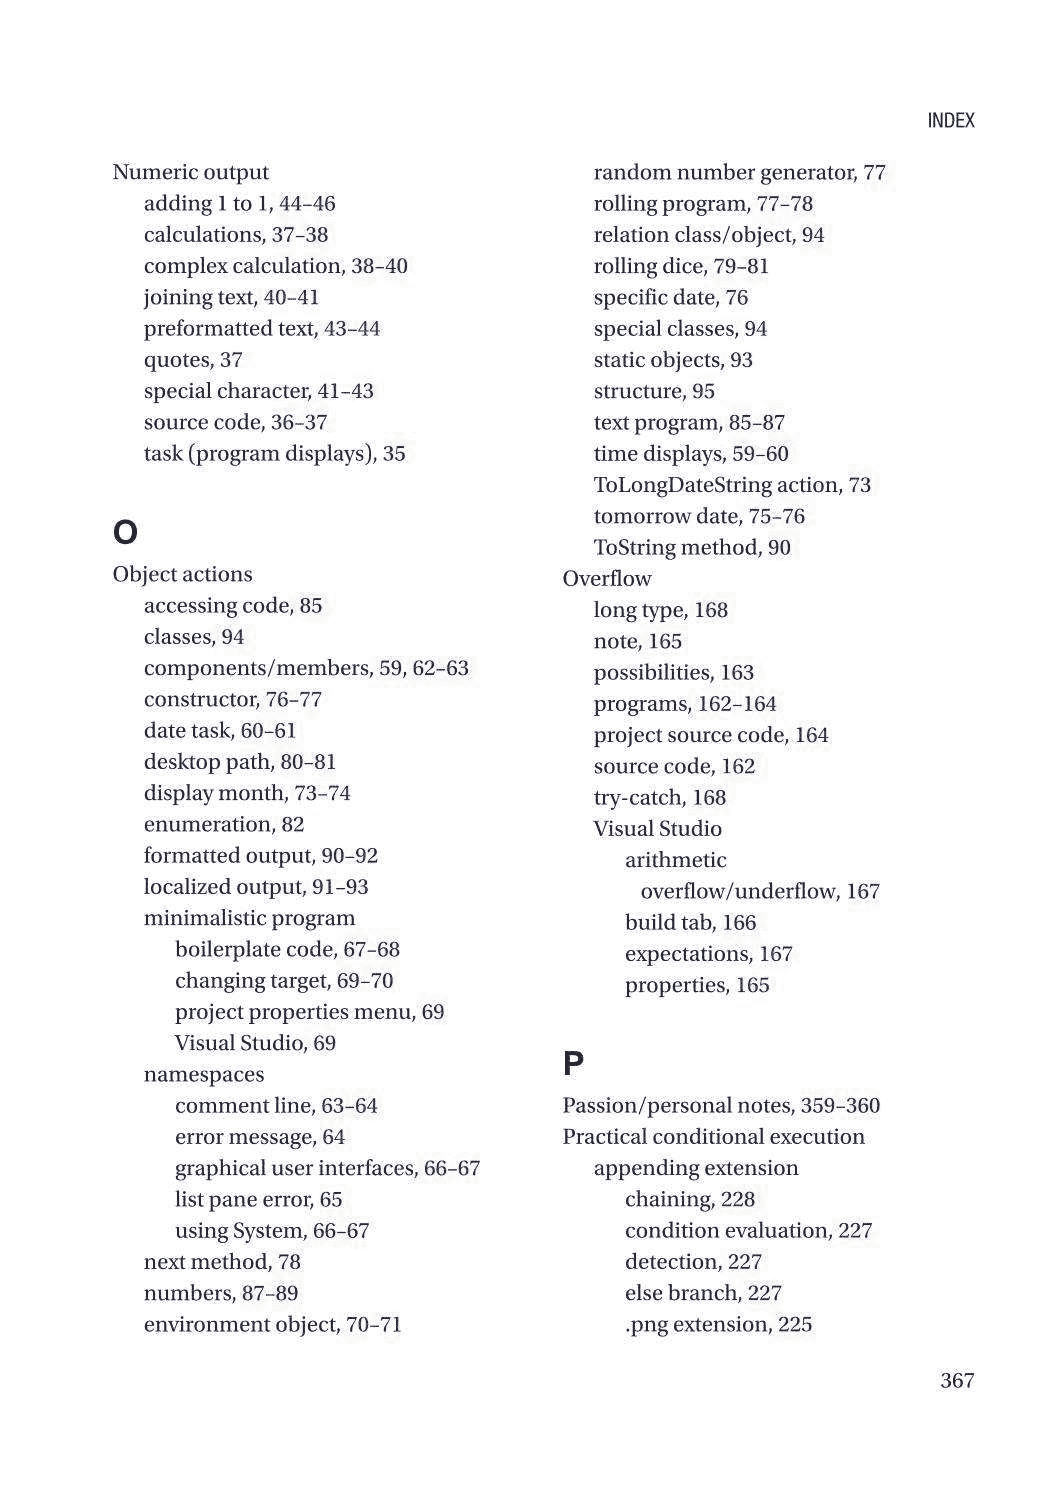 INDEX
Numeric output
adding 1 to 1, 44–46
calculations, 37–38
complex calculation, 38–40
joining text, 40–41
preformatted text, 43–44
quotes, 37
special character, 41–43
source code, 36–37
task (program displays), 35
O
Object actions
accessing code, 85
classes, 94
components/members, 59, 62–63
constructor, 76–77
date task, 60–61
desktop path, 80–81
display month, 73–74
enumeration, 82
formatted output, 90–92
localized output, 91–93
minimalistic program
boilerplate code, 67–68
changing target, 69–70
project properties menu, 69
Visual Studio, 69
namespaces
comment line, 63–64
error message, 64
graphical user interfaces, 66–67
list pane error, 65
using System, 66–67
next method, 78
numbers, 87–89
environment object, 70–71
random number generator, 77
rolling program, 77–78
relation class/object, 94
rolling dice, 79–81
specific date, 76
special classes, 94
static objects, 93
structure, 95
text program, 85–87
time displays, 59–60
ToLongDateString action, 73
tomorrow date, 75–76
ToString method, 90
Overflow
long type, 168
note, 165
possibilities, 163
programs, 162–164
project source code, 164
source code, 162
try-catch, 168
Visual Studio
arithmetic
overflow/underflow, 167
build tab, 166
expectations, 167
properties, 165
P
Passion/personal notes, 359–360
Practical conditional execution
appending extension
chaining, 228
condition evaluation, 227
detection, 227
else branch, 227
.png extension, 225
367